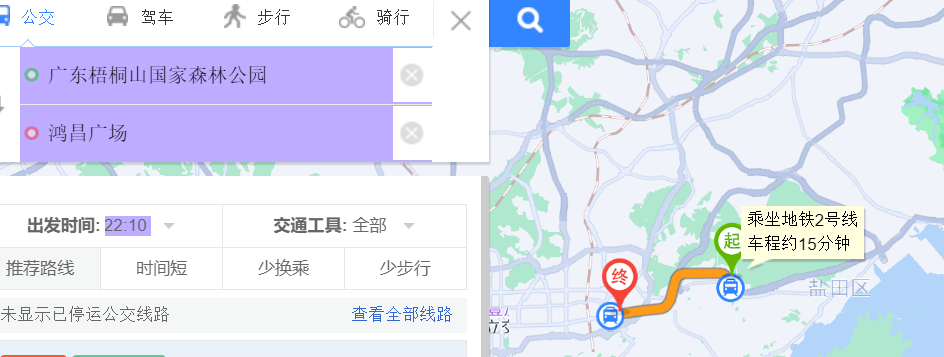 公交 驾车 步行 骑行
广东梧桐山国家森林公园
鸿昌广场
出发时间: 22:10 交通工具: 全部
推荐路线 时间短 少换乘 少步行
未显示已停运公交线路 查看全部线路
乘坐地铁2号线
车程约15分钟
起
终
盐田区